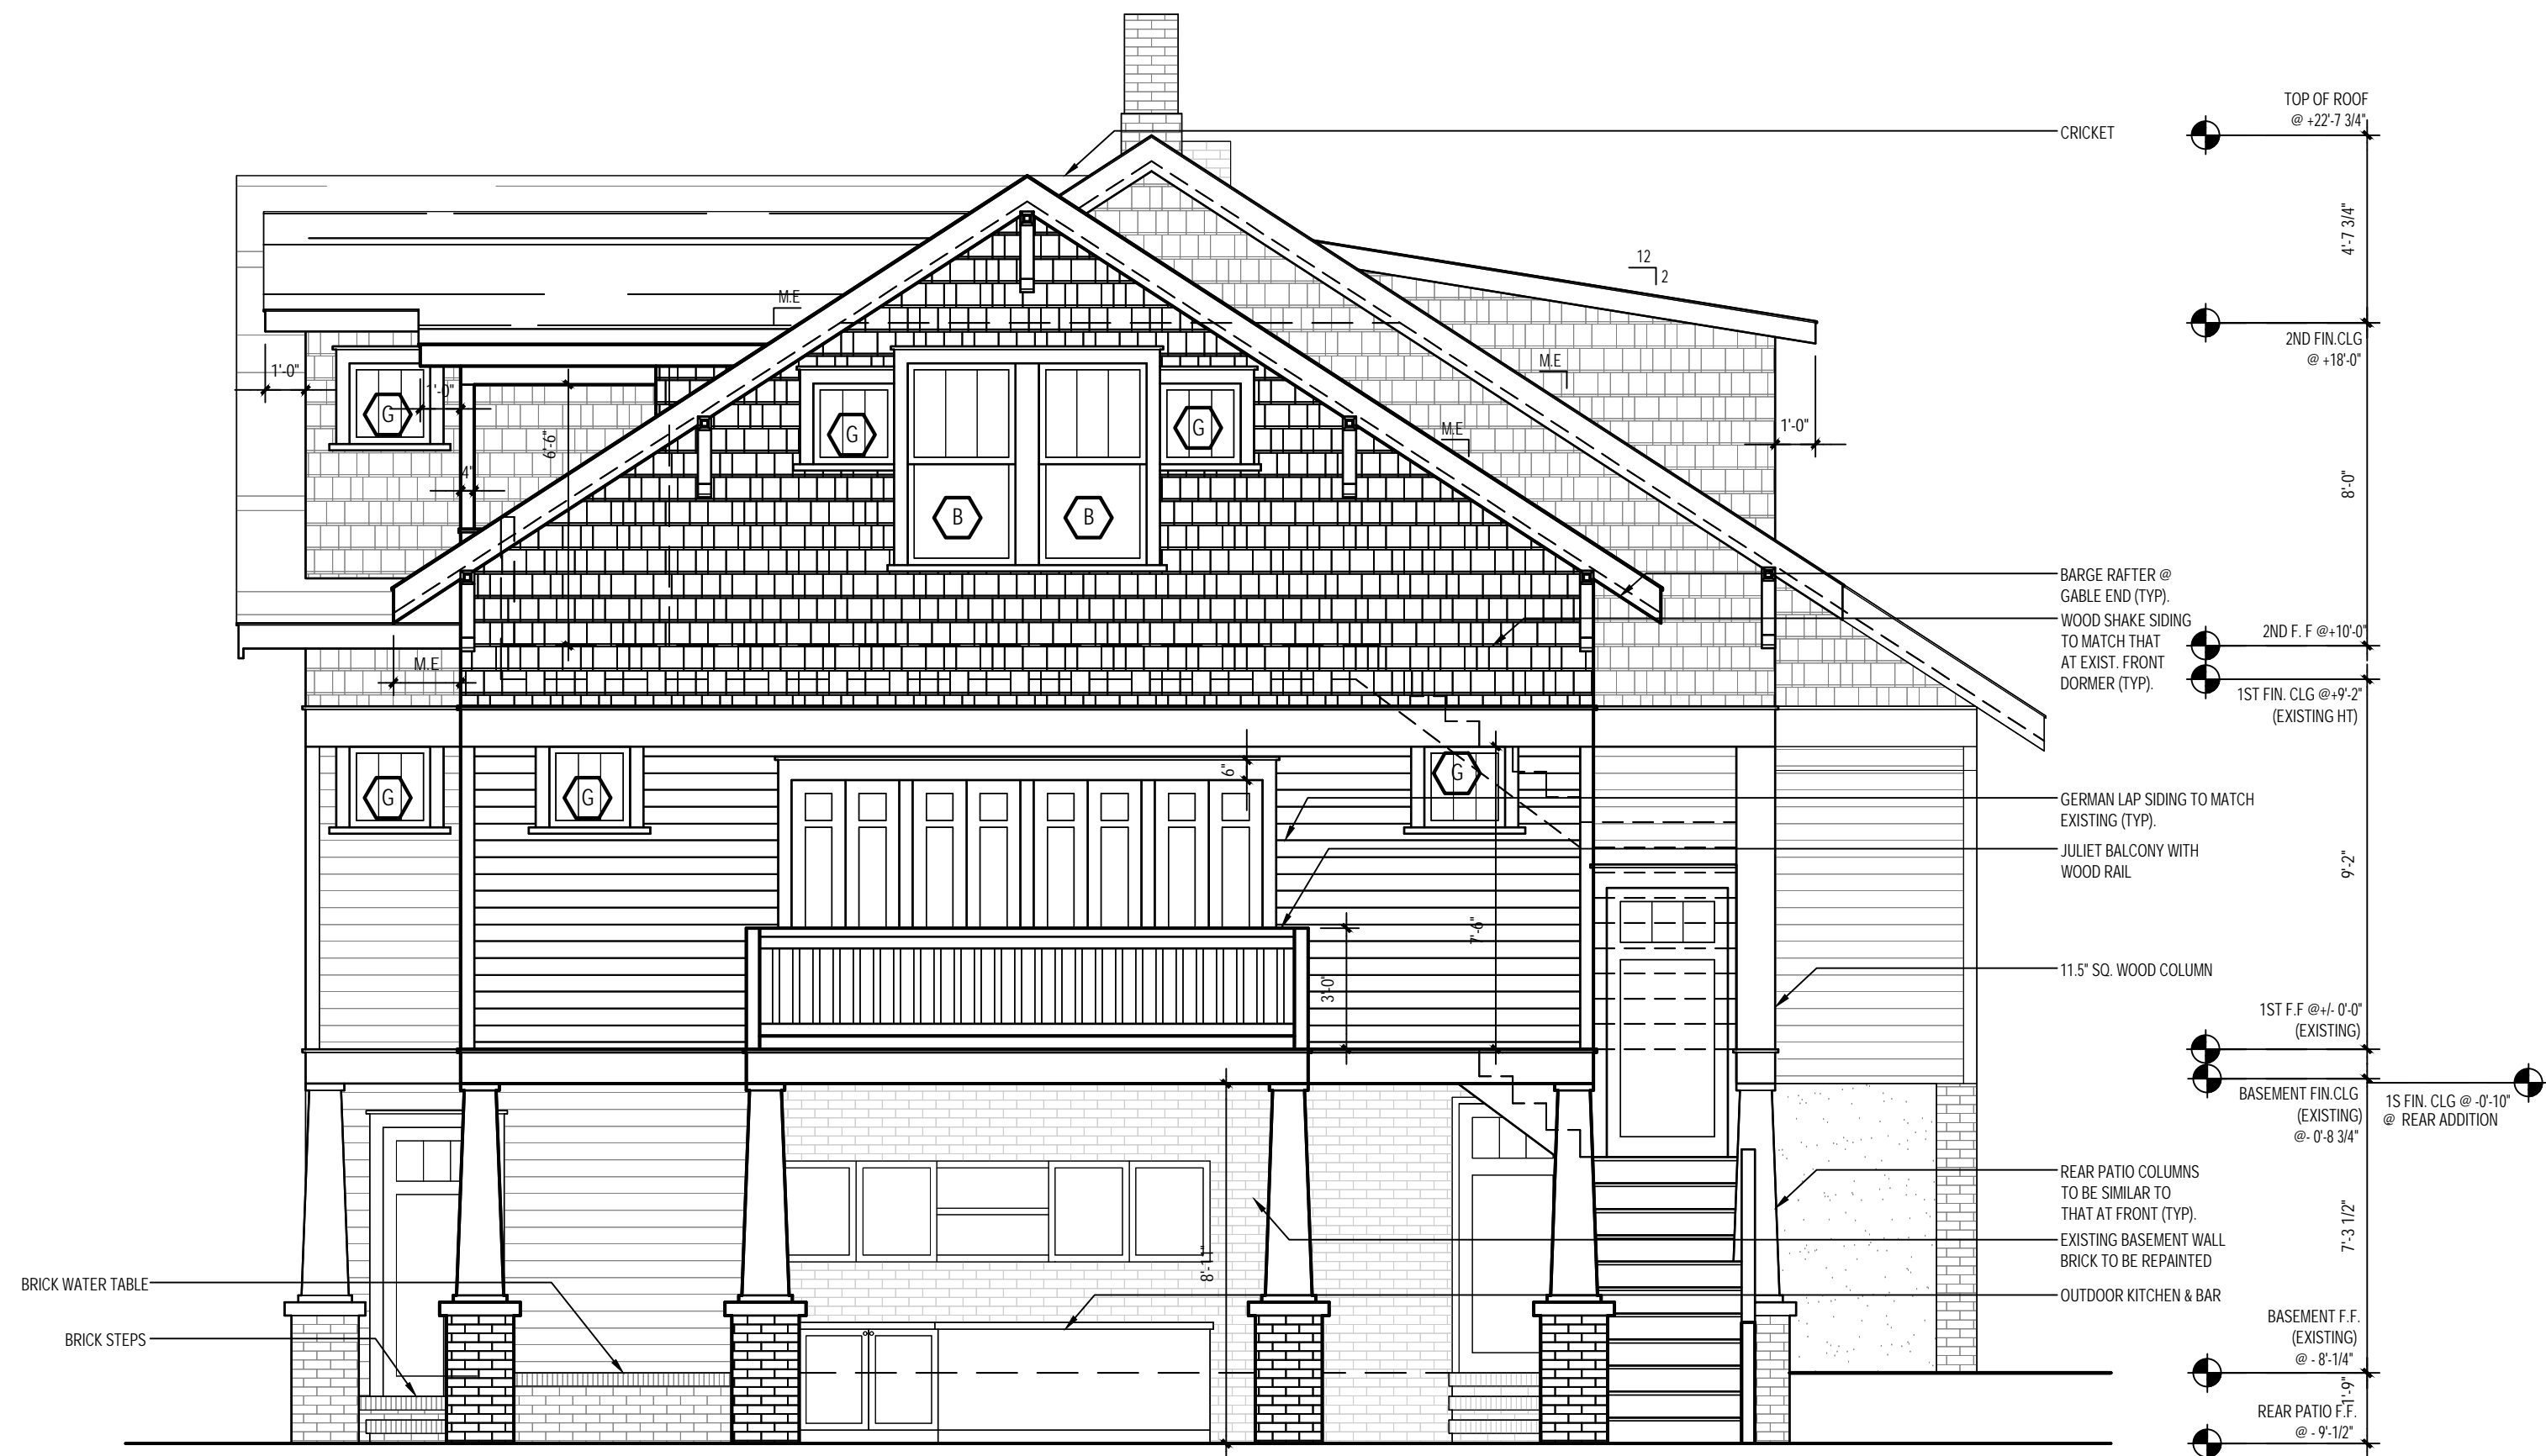 TOP OF ROOF
@ +22'-7 3/4"
CRICKET
4'-7 3/4"
12
2
M.E
2ND FIN.CLG
@ +18'-0"
M.E
1'-0"
1'-0"
G
G
G
M.E
1'-0"
6'-6"
4"
8'-0"
B
B
BARGE RAFTER @
GABLE END (TYP).
WOOD SHAKE SIDING
TO MATCH THAT
AT EXIST. FRONT
DORMER (TYP).
2ND F. F @+10'-0"
M.E
1ST FIN. CLG @+9'-2"
(EXISTING HT)
G
G
6"
G
GERMAN LAP SIDING TO MATCH
EXISTING (TYP).
JULIET BALCONY WITH
WOOD RAIL
9'-2"
7'-6"
3'-0"
11.5" SQ. WOOD COLUMN
1ST F.F @+/- 0'-0"
(EXISTING)
BASEMENT FIN.CLG
(EXISTING)
@- 0'-8 3/4"
1S FIN. CLG @ -0'-10"
@ REAR ADDITION
REAR PATIO COLUMNS
TO BE SIMILAR TO
THAT AT FRONT (TYP).
7'-3 1/2"
EXISTING BASEMENT WALL
BRICK TO BE REPAINTED
8'-11"
BRICK WATER TABLE
OUTDOOR KITCHEN & BAR
BRICK STEPS
BASEMENT F.F.
(EXISTING)
@ - 8'-1/4"
1'-9"
REAR PATIO F.F.
@ - 9'-1/2"